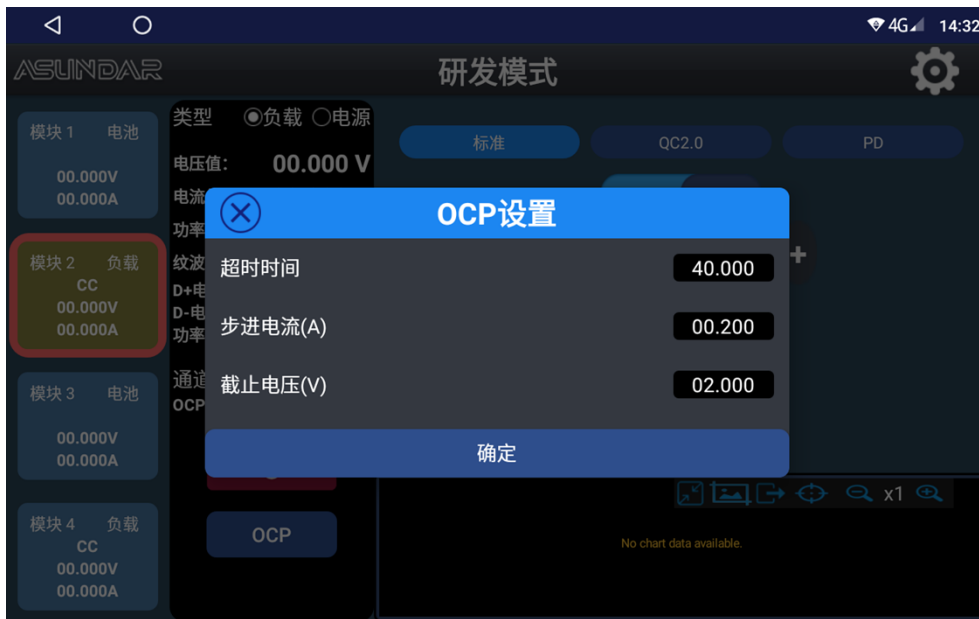 4G 14:32
ASUNDAR
研发模式
模块 1 电池
00.000V
00.000A
模块 2 负载
CC
00.000V
00.000A
模块 3 电池
00.000V
00.000A
模块 4 负载
CC
00.000V
00.000A
类型 负载 电源
电压值: 00.000 V
电流
功率
纹波
D+电
D-电
功率
通道
OCP
OCP
标准 QC2.0 PD
+
OCP设置
超时时间 40.000
步进电流(A) 00.200
截止电压(V) 02.000
确定
x1
No chart data available.